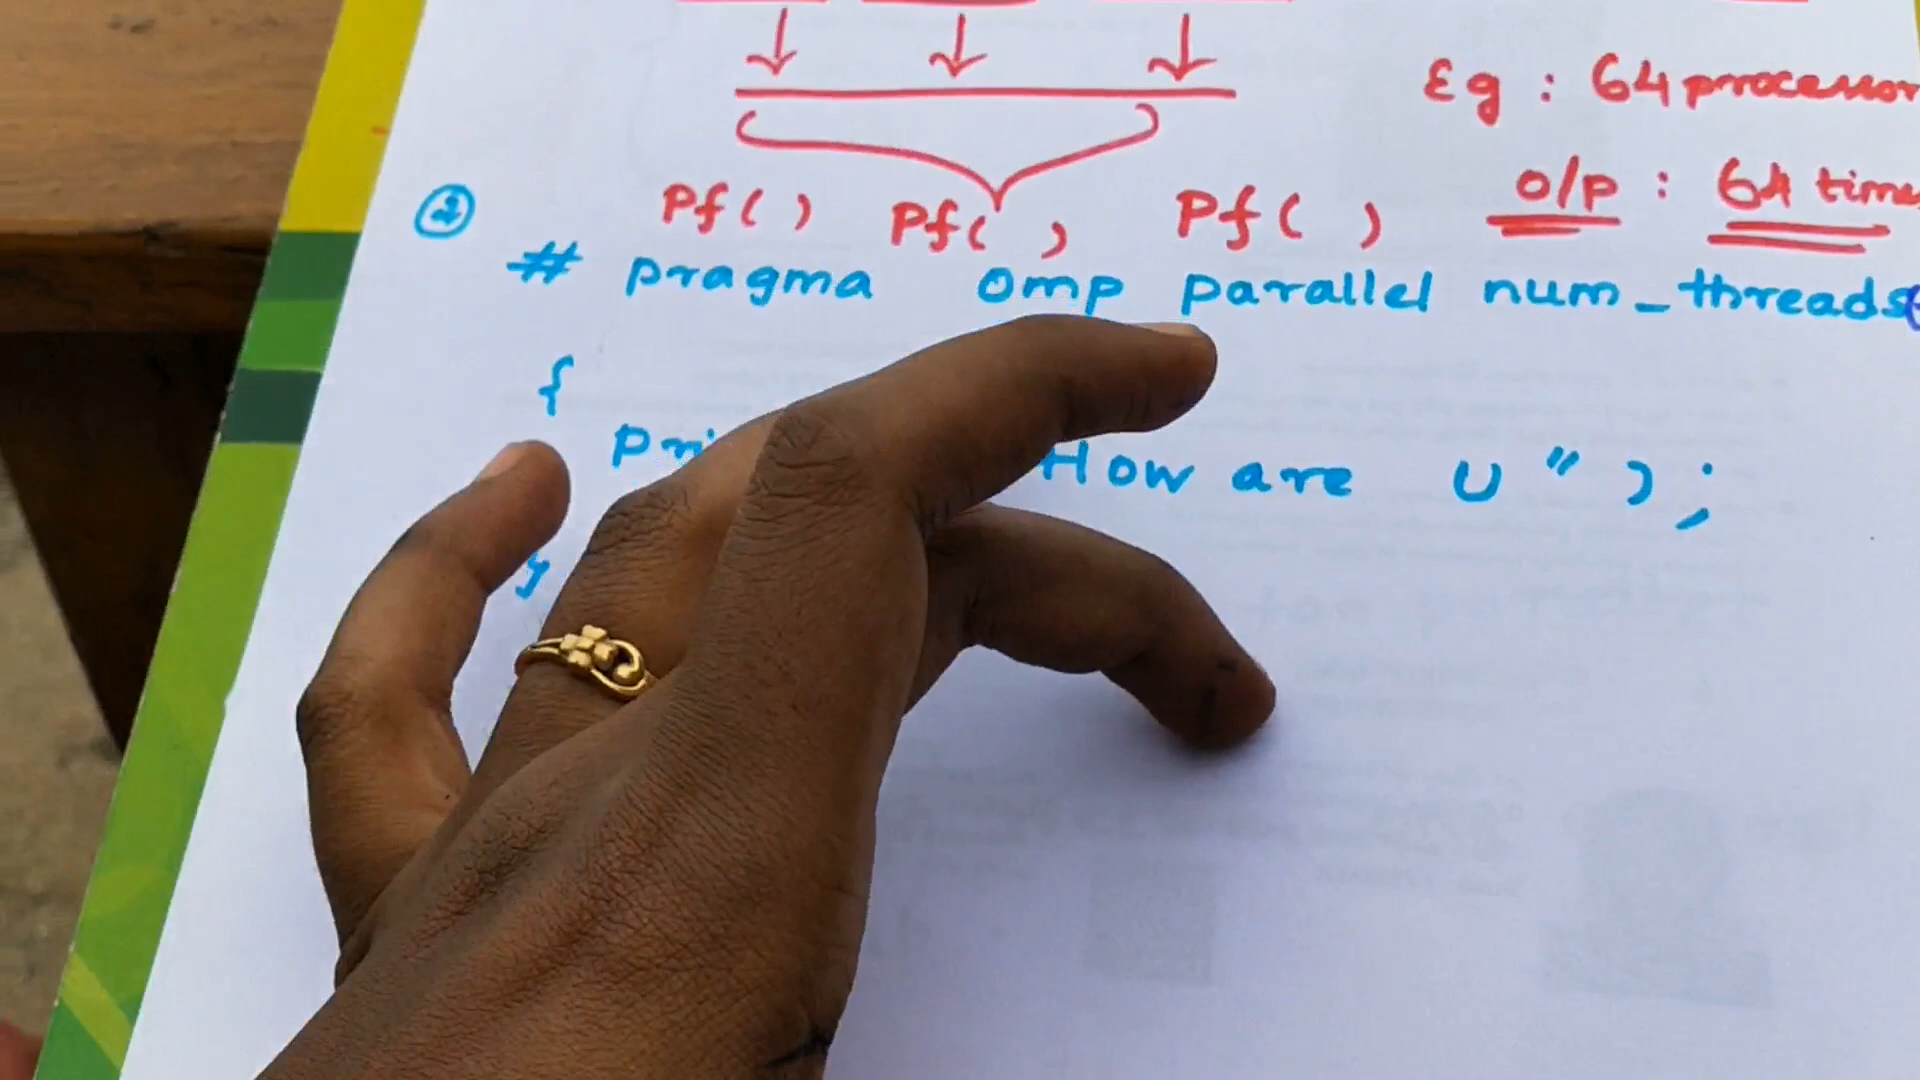 Eg : 64 processor
o/p : 64 time
Pf( ) Pf( ) Pf( )
②
# pragma omp parallel num_threads(
{
How are U");
}